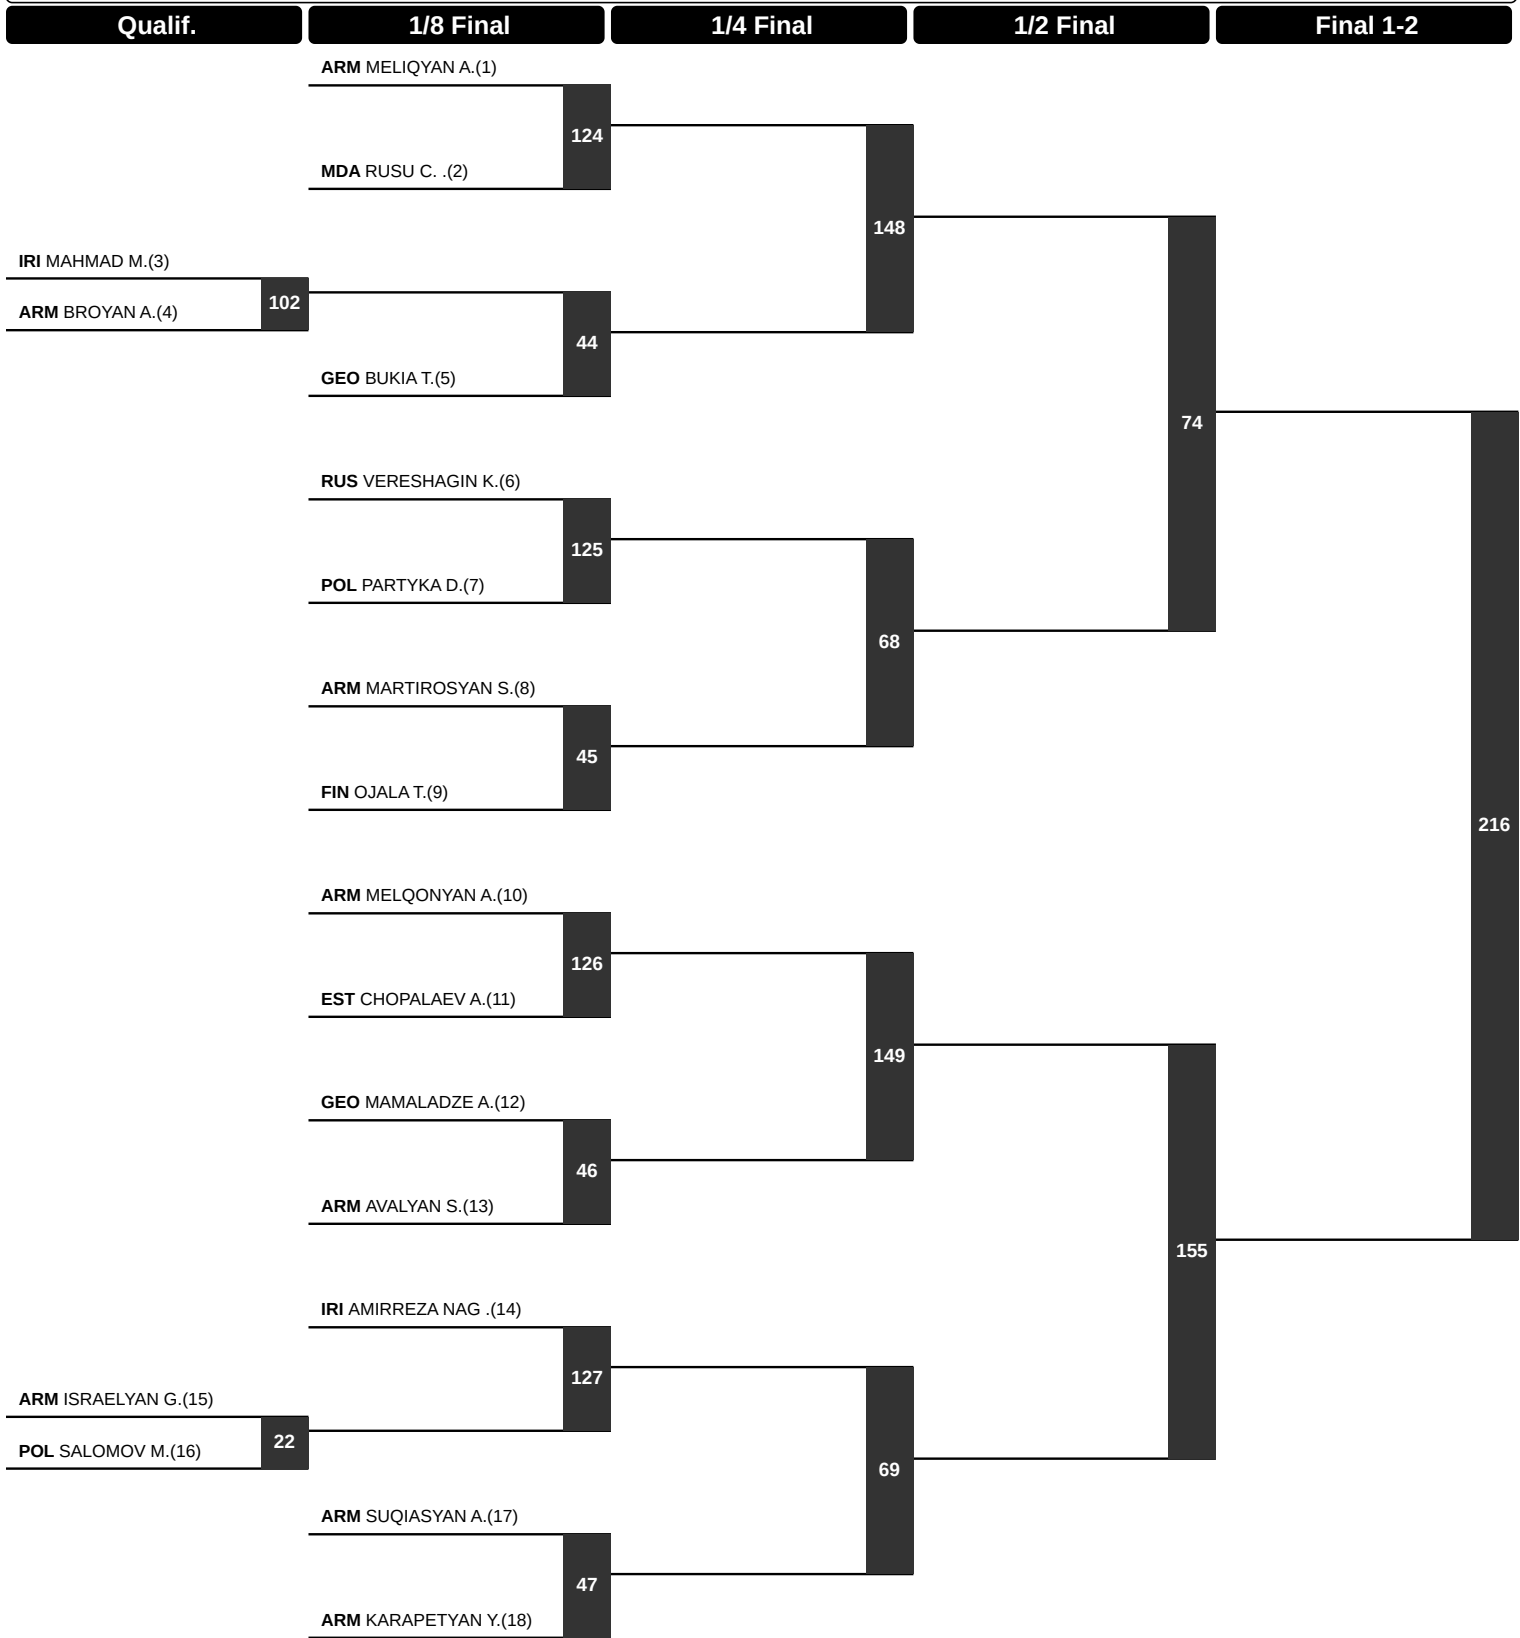 Qualif.
1/8 Final
1/4 Final
1/2 Final
Final 1-2
ARM MELIQYAN A.(1)
124
MDA RUSU C. .(2)
148
IRI MAHMAD M.(3)
102
ARM BROYAN A.(4)
44
GEO BUKIA T.(5)
74
RUS VERESHAGIN K.(6)
125
POL PARTYKA D.(7)
68
ARM MARTIROSYAN S.(8)
45
FIN OJALA T.(9)
216
ARM MELQONYAN A.(10)
126
EST CHOPALAEV A.(11)
149
GEO MAMALADZE A.(12)
46
ARM AVALYAN S.(13)
155
IRI AMIRREZA NAG .(14)
127
ARM ISRAELYAN G.(15)
22
POL SALOMOV M.(16)
69
ARM SUQIASYAN A.(17)
47
ARM KARAPETYAN Y.(18)